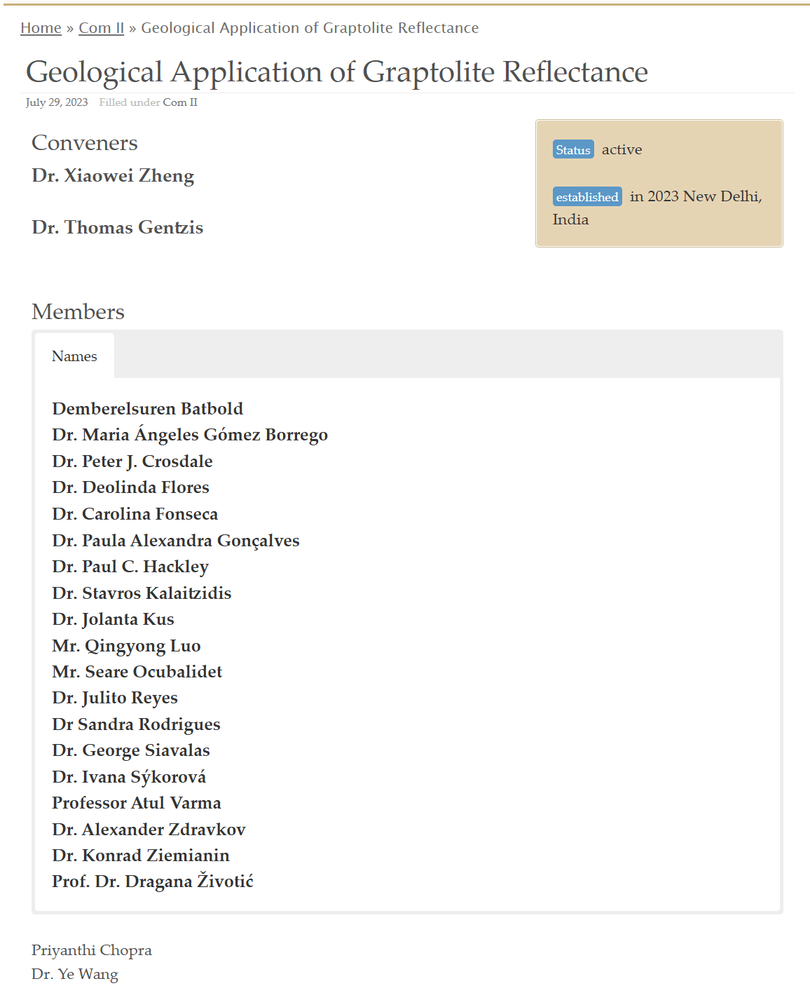 Home » Com II » Geological Application of Graptolite Reflectance
Geological Application of Graptolite Reflectance
July 29, 2023 Filled under Com II
Conveners
Dr. Xiaowei Zheng
Dr. Thomas Gentzis
Status active
established in 2023 New Delhi,
India
Members
Names
Demberelsuren Batbold
Dr. Maria Ángeles Gómez Borrego
Dr. Peter J. Crosdale
Dr. Deolinda Flores
Dr. Carolina Fonseca
Dr. Paula Alexandra Gonçalves
Dr. Paul C. Hackley
Dr. Stavros Kalaitzidis
Dr. Jolanta Kus
Mr. Qingyong Luo
Mr. Seare Ocubalidet
Dr. Julito Reyes
Dr Sandra Rodrigues
Dr. George Siavalas
Dr. Ivana Sýkorová
Professor Atul Varma
Dr. Alexander Zdravkov
Dr. Konrad Ziemianin
Prof. Dr. Dragana Životić
Priyanthi Chopra
Dr. Ye Wang